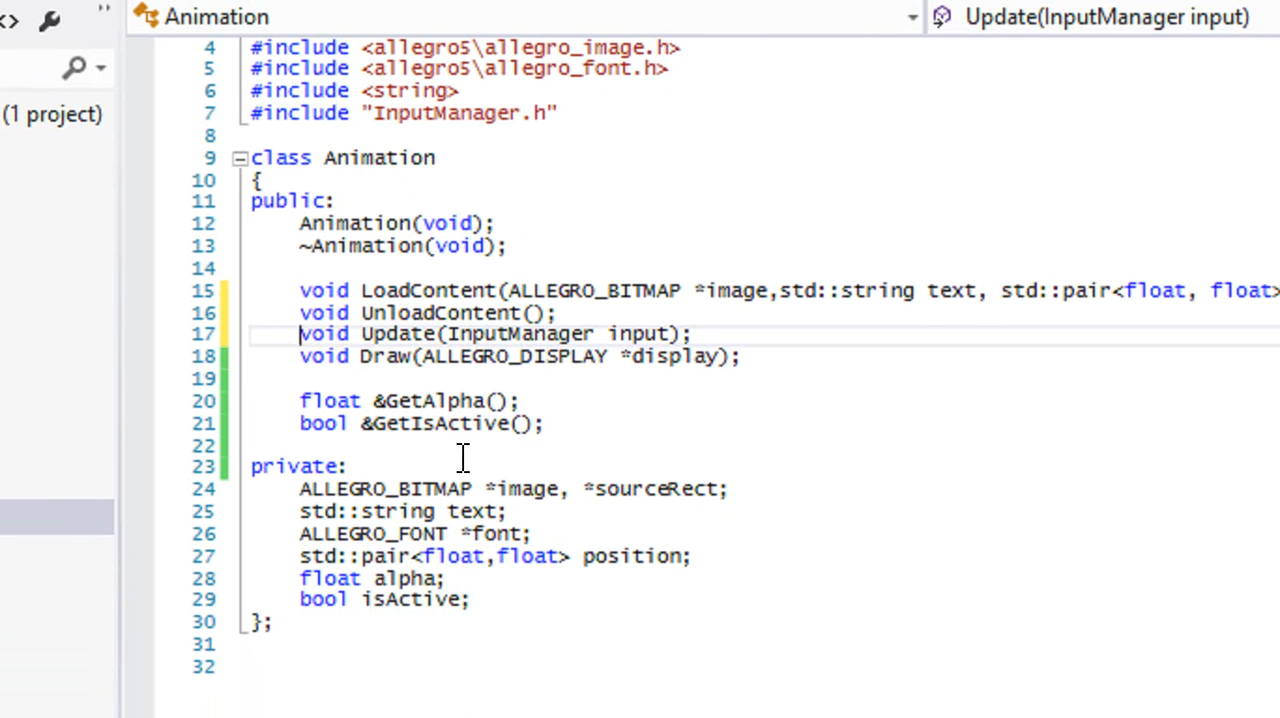 Animation Update(InputManager input)
(1 project)
4 #include <allegro5\allegro_image.h>
5 #include <allegro5\allegro_font.h>
6 #include <string>
7 #include "InputManager.h"
8
9 class Animation
10 {
11 public:
12 Animation(void);
13 ~Animation(void);
14
15 void LoadContent(ALLEGRO_BITMAP *image,std::string text, std::pair<float, float>
16 void UnloadContent();
17 void Update(InputManager input);
18 void Draw(ALLEGRO_DISPLAY *display);
19
20 float &GetAlpha();
21 bool &GetIsActive();
22
23 private:
24 ALLEGRO_BITMAP *image, *sourceRect;
25 std::string text;
26 ALLEGRO_FONT *font;
27 std::pair<float,float> position;
28 float alpha;
29 bool isActive;
30 };
31
32